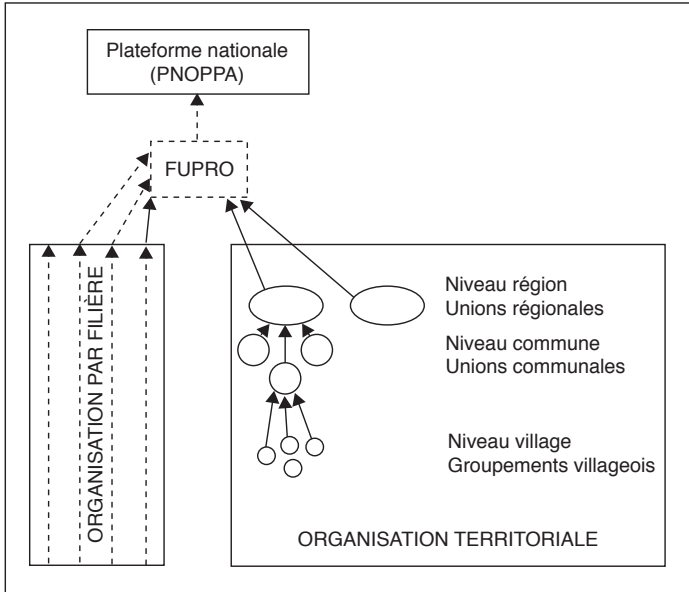 Plateforme nationale
(PNOPPA)
FUPRO
ORGANISATION PAR FILIÈRE
Niveau région
Unions régionales
Niveau commune
Unions communales
Niveau village
Groupements villageois
ORGANISATION TERRITORIALE